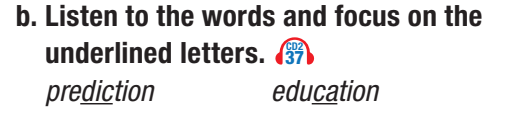 b. Listen to the words and focus on the
underlined letters. CD2 37
prediction education